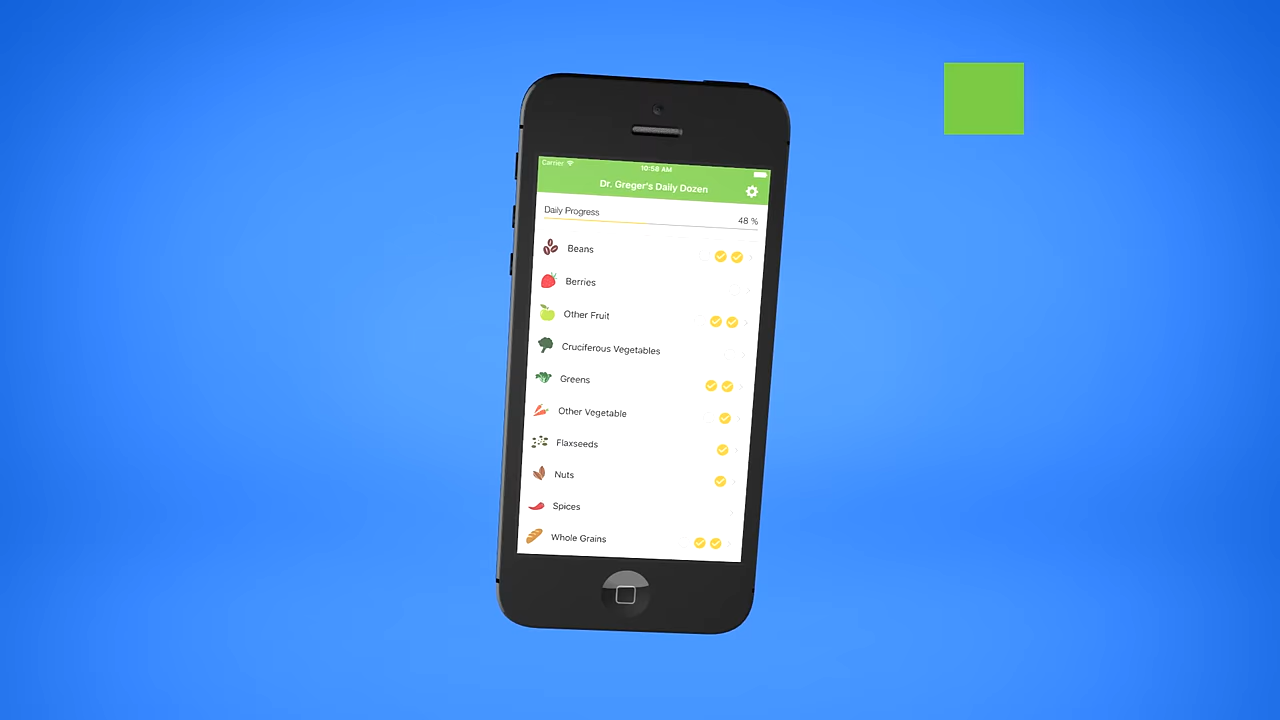 Carrier 10:58 AM
Dr. Greger's Daily Dozen
Daily Progress 48 %
Beans
Berries
Other Fruit
Cruciferous Vegetables
Greens
Other Vegetable
Flaxseeds
Nuts
Spices
Whole Grains